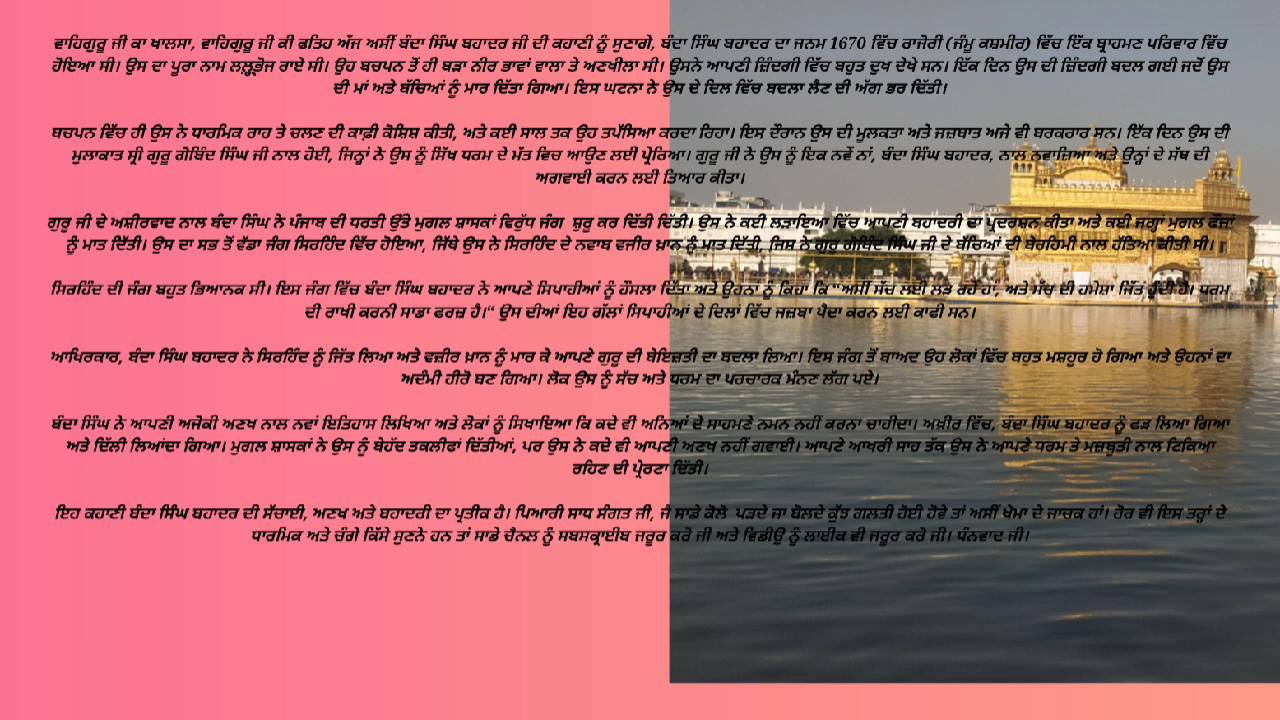 ਵਾਹਿਗੁਰੂ ਜੀ ਕਾ ਖਾਲਸਾ, ਵਾਹਿਗੁਰੂ ਜੀ ਕੀ ਫਤਿਹ ਅੱਜ ਅਸੀਂ ਬੰਦਾ ਸਿੰਘ ਬਹਾਦਰ ਜੀ ਦੀ ਕਹਾਣੀ ਨੂੰ ਸੁਣਾਗੇ, ਬੰਦਾ ਸਿੰਘ ਬਹਾਦਰ ਦਾ ਜਨਮ 1670 ਵਿੱਚ ਰਾਜੋਰੀ (ਜੰਮੂ ਕਸ਼ਮੀਰ) ਵਿੱਚ ਇੱਕ ਬ੍ਰਾਹਮਣ ਪਰਿਵਾਰ ਵਿੱਚ
ਹੋਇਆ ਸੀ। ਉਸ ਦਾ ਪੂਰਾ ਨਾਮ ਲਲ੍ਹਭੋਜ ਰਾਏ ਸੀ। ਉਹ ਬਚਪਨ ਤੋਂ ਹੀ ਬੜਾ ਨੀਰ ਭਾਵਾਂ ਵਾਲਾ ਤੇ ਅਣਖੀਲਾ ਸੀ। ਉਸਨੇ ਆਪਣੀ ਜ਼ਿੰਦਗੀ ਵਿੱਚ ਬਹੁਤ ਦੁਖ ਦੇਖੇ ਸਨ। ਇੱਕ ਦਿਨ ਉਸ ਦੀ ਜ਼ਿੰਦਗੀ ਬਦਲ ਗਈ ਜਦੋਂ ਉਸ
ਦੀ ਮਾਂ ਅਤੇ ਬੱਚਿਆਂ ਨੂੰ ਮਾਰ ਦਿੱਤਾ ਗਿਆ। ਇਸ ਘਟਨਾ ਨੇ ਉਸ ਦੇ ਦਿਲ ਵਿੱਚ ਬਦਲਾ ਲੈਣ ਦੀ ਅੱਗ ਭਰ ਦਿੱਤੀ।
ਬਚਪਨ ਵਿੱਚ ਹੀ ਉਸ ਨੇ ਧਾਰਮਿਕ ਰਾਹ ਤੇ ਚਲਣ ਦੀ ਕਾਫ਼ੀ ਕੋਸ਼ਿਸ਼ ਕੀਤੀ, ਅਤੇ ਕਈ ਸਾਲ ਤਕ ਉਹ ਤਪੱਸਿਆ ਕਰਦਾ ਰਿਹਾ। ਇਸ ਦੌਰਾਨ ਉਸ ਦੀ ਮੂਲਕਤਾ ਅਤੇ ਜਜ਼ਬਾਤ ਅਜੇ ਵੀ ਬਰਕਰਾਰ ਸਨ। ਇੱਕ ਦਿਨ ਉਸ ਦੀ
ਮੁਲਾਕਾਤ ਸ੍ਰੀ ਗੁਰੂ ਗੋਬਿੰਦ ਸਿੰਘ ਜੀ ਨਾਲ ਹੋਈ, ਜਿਨ੍ਹਾਂ ਨੇ ਉਸ ਨੂੰ ਸਿੱਖ ਧਰਮ ਦੇ ਮੱਤ ਵਿਚ ਆਉਣ ਲਈ ਪ੍ਰੇਰਿਆ। ਗੁਰੂ ਜੀ ਨੇ ਉਸ ਨੂੰ ਇਕ ਨਵੇਂ ਨਾਂ, ਬੰਦਾ ਸਿੰਘ ਬਹਾਦਰ, ਨਾਲ ਨਵਾਜ਼ਿਆ ਅਤੇ ਉਨ੍ਹਾਂ ਦੇ ਸੱਥ ਦੀ
ਅਗਵਾਈ ਕਰਨ ਲਈ ਤਿਆਰ ਕੀਤਾ।
ਗੁਰੂ ਜੀ ਦੇ ਅਸ਼ੀਰਵਾਦ ਨਾਲ ਬੰਦਾ ਸਿੰਘ ਨੇ ਪੰਜਾਬ ਦੀ ਧਰਤੀ ਉੱਤੇ ਮੁਗਲ ਸ਼ਾਸਕਾਂ ਵਿਰੁੱਧ ਜੰਗ ਸ਼ੁਰੂ ਕਰ ਦਿੱਤੀ ਦਿੱਤੀ। ਉਸ ਨੇ ਕਈ ਲੜਾਇਆ ਵਿੱਚ ਆਪਣੀ ਬਹਾਦਰੀ ਦਾ ਪ੍ਰਦਰਸ਼ਨ ਕੀਤਾ ਅਤੇ ਕਈ ਜਗ੍ਹਾਂ ਮੁਗਲ ਫੌਜਾਂ
ਨੂੰ ਮਾਤ ਦਿੱਤੀ। ਉਸ ਦਾ ਸਭ ਤੋਂ ਵੱਡਾ ਜੰਗ ਸਿਰਹਿੰਦ ਵਿੱਚ ਹੋਇਆ, ਜਿੱਥੇ ਉਸ ਨੇ ਸਿਰਹਿੰਦ ਦੇ ਨਵਾਬ ਵਜੀਰ ਖ਼ਾਨ ਨੂੰ ਮਾਤ ਦਿੱਤੀ, ਜਿਸ ਨੇ ਗੁਰੂ ਗੋਬਿੰਦ ਸਿੰਘ ਜੀ ਦੇ ਬੱਚਿਆਂ ਦੀ ਬੇਰਹਿਮੀ ਨਾਲ ਹੱਤਿਆ ਕੀਤੀ ਸੀ।
ਸਿਰਹਿੰਦ ਦੀ ਜੰਗ ਬਹੁਤ ਭਿਆਨਕ ਸੀ। ਇਸ ਜੰਗ ਵਿੱਚ ਬੰਦਾ ਸਿੰਘ ਬਹਾਦਰ ਨੇ ਆਪਣੇ ਸਿਪਾਹੀਆਂ ਨੂੰ ਹੌਸਲਾ ਦਿੱਤਾ ਅਤੇ ਉਹਨਾਂ ਨੂੰ ਕਿਹਾ ਕਿ "ਅਸੀਂ ਸੱਚ ਲਈ ਲੜ ਰਹੇ ਹਾਂ, ਅਤੇ ਸੱਚ ਦੀ ਹਮੇਸ਼ਾ ਜਿੱਤ ਹੁੰਦੀ ਹੈ। ਧਰਮ
ਦੀ ਰਾਖੀ ਕਰਨੀ ਸਾਡਾ ਫਰਜ਼ ਹੈ।" ਉਸ ਦੀਆਂ ਇਹ ਗੱਲਾਂ ਸਿਪਾਹੀਆਂ ਦੇ ਦਿਲਾਂ ਵਿੱਚ ਜਜ਼ਬਾ ਪੈਦਾ ਕਰਨ ਲਈ ਕਾਫੀ ਸਨ।
ਆਖਿਰਕਾਰ, ਬੰਦਾ ਸਿੰਘ ਬਹਾਦਰ ਨੇ ਸਿਰਹਿੰਦ ਨੂੰ ਜਿੱਤ ਲਿਆ ਅਤੇ ਵਜ਼ੀਰ ਖ਼ਾਨ ਨੂੰ ਮਾਰ ਕੇ ਆਪਣੇ ਗੁਰੂ ਦੀ ਬੇਇਜ਼ਤੀ ਦਾ ਬਦਲਾ ਲਿਆ। ਇਸ ਜੰਗ ਤੋਂ ਬਾਅਦ ਉਹ ਲੋਕਾਂ ਵਿੱਚ ਬਹੁਤ ਮਸ਼ਹੂਰ ਹੋ ਗਿਆ ਅਤੇ ਉਹਨਾਂ ਦਾ
ਅਦੰਮੀ ਹੀਰੋ ਬਣ ਗਿਆ। ਲੋਕ ਉਸ ਨੂੰ ਸੱਚ ਅਤੇ ਧਰਮ ਦਾ ਪਰਚਾਰਕ ਮੰਨਣ ਲੱਗ ਪਏ।
ਬੰਦਾ ਸਿੰਘ ਨੇ ਆਪਣੀ ਅਜੋਕੀ ਅਣਖ ਨਾਲ ਨਵਾਂ ਇਤਿਹਾਸ ਲਿਖਿਆ ਅਤੇ ਲੋਕਾਂ ਨੂੰ ਸਿਖਾਇਆ ਕਿ ਕਦੇ ਵੀ ਅਨਿਆਂ ਦੇ ਸਾਹਮਣੇ ਨਮਨ ਨਹੀਂ ਕਰਨਾ ਚਾਹੀਦਾ। ਅਖ਼ੀਰ ਵਿੱਚ, ਬੰਦਾ ਸਿੰਘ ਬਹਾਦਰ ਨੂੰ ਫੜ ਲਿਆ ਗਿਆ
ਅਤੇ ਦਿੱਲੀ ਲਿਆਂਦਾ ਗਿਆ। ਮੁਗਲ ਸ਼ਾਸਕਾਂ ਨੇ ਉਸ ਨੂੰ ਬੇਹੱਦ ਤਕਲੀਫਾਂ ਦਿੱਤੀਆਂ, ਪਰ ਉਸ ਨੇ ਕਦੇ ਵੀ ਆਪਣੀ ਅਣਖ ਨਹੀਂ ਗਵਾਈ। ਆਪਣੇ ਆਖਰੀ ਸਾਹ ਤੱਕ ਉਸ ਨੇ ਆਪਣੇ ਧਰਮ ਤੇ ਮਜ਼ਬੂਤੀ ਨਾਲ ਟਿਕਿਆ
ਰਹਿਣ ਦੀ ਪ੍ਰੇਰਣਾ ਦਿੱਤੀ।
ਇਹ ਕਹਾਣੀ ਬੰਦਾ ਸਿੰਘ ਬਹਾਦਰ ਦੀ ਸੱਚਾਈ, ਅਣਖ ਅਤੇ ਬਹਾਦਰੀ ਦਾ ਪ੍ਰਤੀਕ ਹੈ। ਪਿਆਰੀ ਸਾਧ ਸੰਗਤ ਜੀ, ਜੇ ਸਾਡੇ ਕੋਲੋ ਪੜਦੇ ਜਾ ਬੋਲਦੇ ਕੁੱਝ ਗਲਤੀ ਹੋਈ ਹੋਵੇ ਤਾਂ ਅਸੀਂ ਖੇਮਾ ਦੇ ਜਾਚਕ ਹਾਂ। ਹੋਰ ਵੀ ਇਸ ਤਰ੍ਹਾਂ ਦੇ
ਧਾਰਮਿਕ ਅਤੇ ਚੰਗੇ ਕਿੱਸੇ ਸੁਣਨੇ ਹਨ ਤਾਂ ਸਾਡੇ ਚੈਨਲ ਨੂੰ ਸਬਸਕ੍ਰਾਈਬ ਜਰੂਰ ਕਰੋ ਜੀ ਅਤੇ ਵਿਡੀਉ ਨੂੰ ਲਾਈਕ ਵੀ ਜਰੂਰ ਕਰੋ ਜੀ। ਧੰਨਵਾਦ ਜੀ।